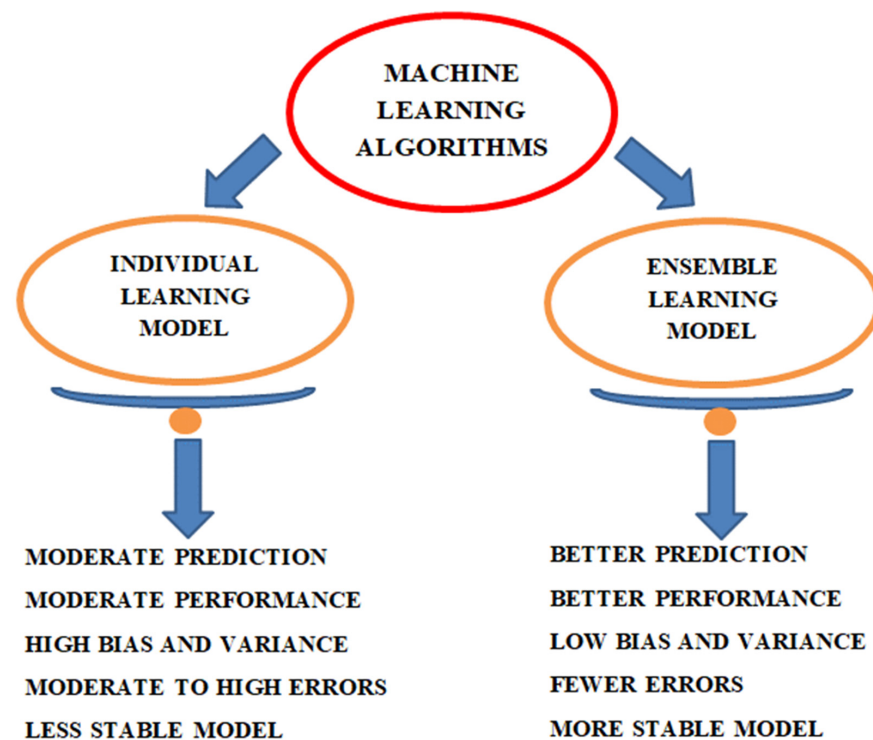 MACHINE
LEARNING
ALGORITHMS
INDIVIDUAL
LEARNING
MODEL
ENSEMBLE
LEARNING
MODEL
MODERATE PREDICTION
MODERATE PERFORMANCE
HIGH BIAS AND VARIANCE
MODERATE TO HIGH ERRORS
LESS STABLE MODEL
BETTER PREDICTION
BETTER PERFORMANCE
LOW BIAS AND VARIANCE
FEWER ERRORS
MORE STABLE MODEL